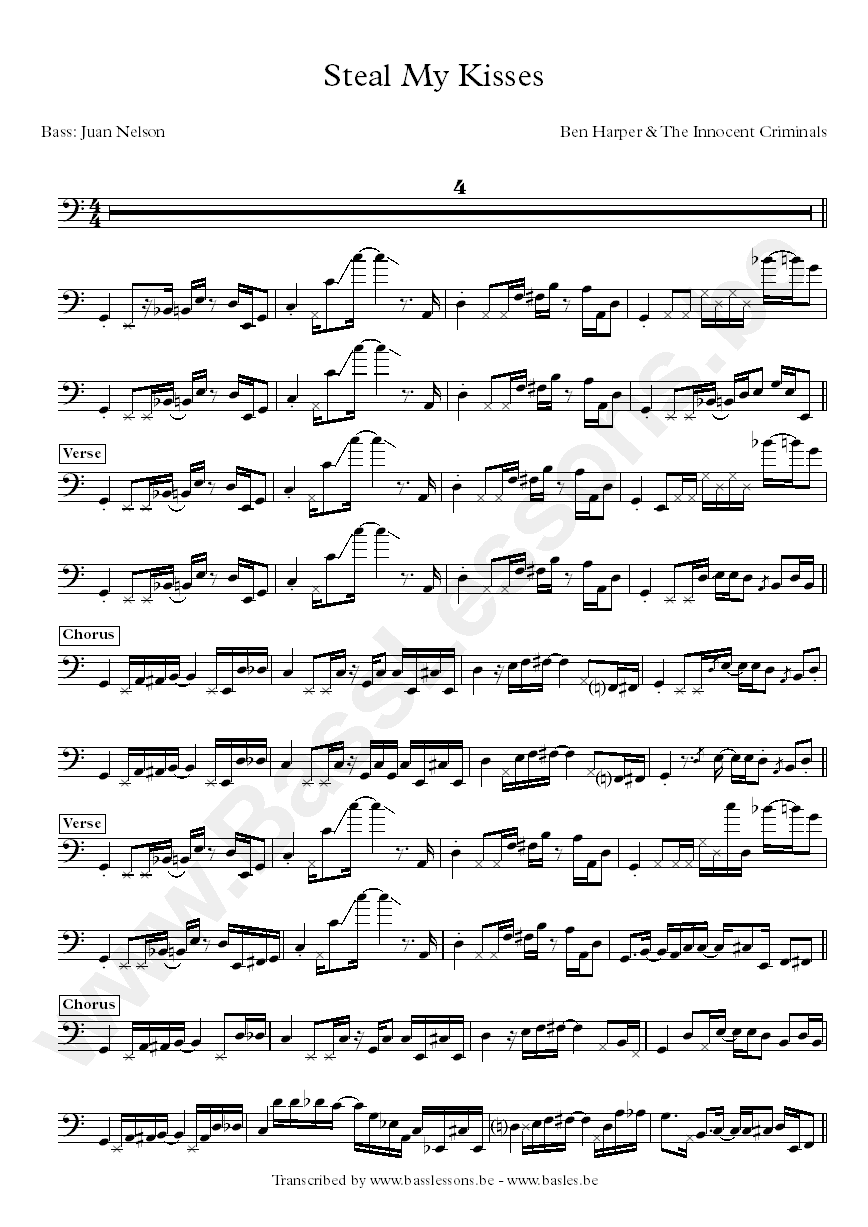 Steal My Kisses
Bass: Juan Nelson
Ben Harper & The Innocent Criminals
4
Verse
Chorus
Verse
Chorus
www.BassLessons.be
Transcribed by www.basslessons.be - www.basles.be